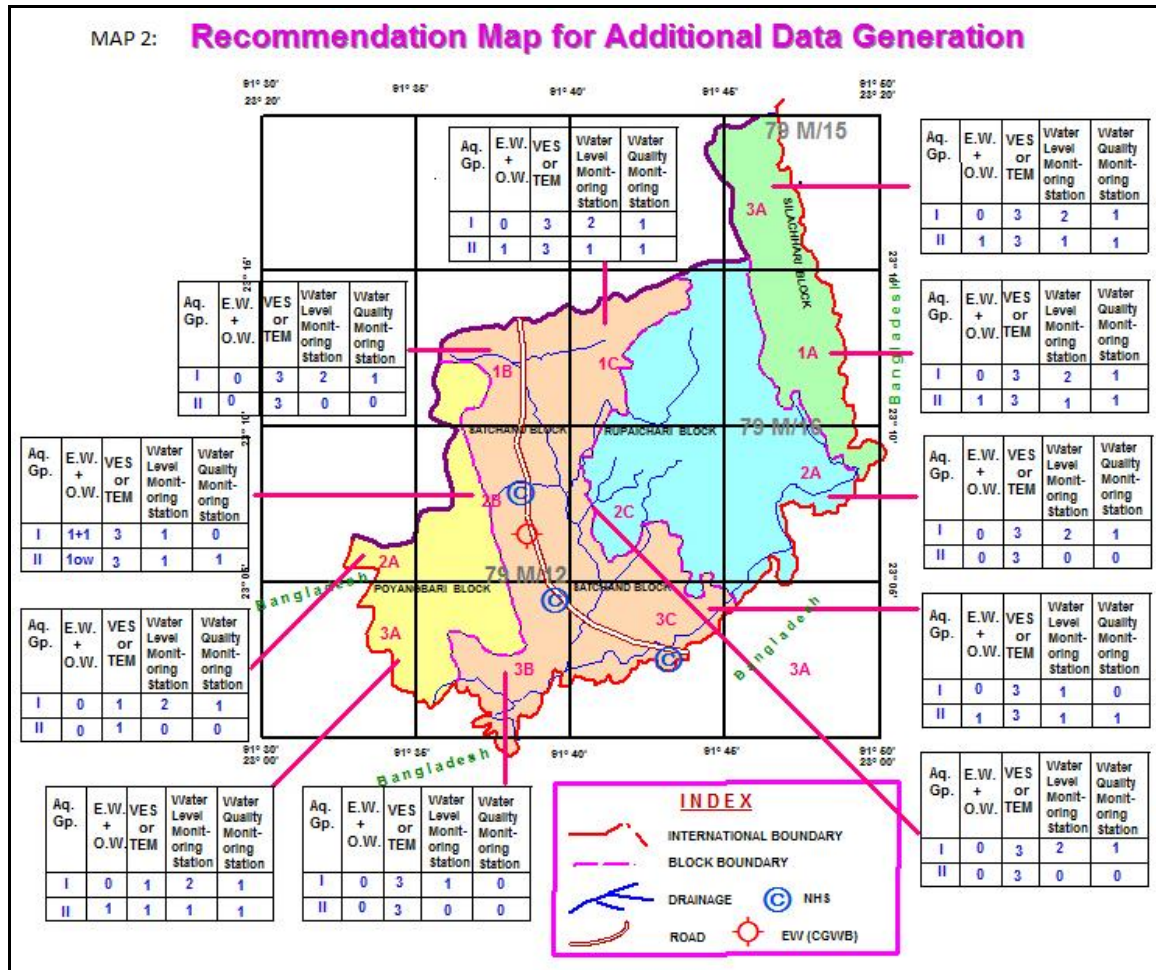 MAP 2: Recommendation Map for Additional Data Generation
91° 30' 91° 35' 91° 40' 91° 45' 91° 50'
23° 20' 23° 20'
79 M/15
Aq. Gp. E.W. + O.W. VES or TEM Water Level Monit-oring Station Water Quality Monit-oring Station
I 0 3 2 1
II 1 3 1 1
Aq. Gp. E.W. + O.W. VES or TEM Water Level Monit-oring Station Water Quality Monit-oring Station
I 0 3 2 1
II 1 3 1 1
3A
SILACHHARI BLOCK
23° 15'
23° 15'
Bangladesh
Aq. Gp. E.W. + O.W. VES or TEM Water Level Monit-oring Station Water Quality Monit-oring Station
I 0 3 2 1
II 0 3 0 0
Aq. Gp. E.W. + O.W. VES or TEM Water Level Monit-oring Station Water Quality Monit-oring Station
I 0 3 2 1
II 1 3 1 1
1B 1C 1A
23° 10' 23° 10'
SATCHAND BLOCK RUPAICHARI BLOCK 79 M/16
Aq. Gp. E.W. + O.W. VES or TEM Water Level Monit-oring Station Water Quality Monit-oring Station
I 1+1 3 1 0
II 1ow 3 1 1
Aq. Gp. E.W. + O.W. VES or TEM Water Level Monit-oring Station Water Quality Monit-oring Station
I 0 3 2 1
II 0 3 0 0
2B C 2C 2A
2A
79 M/12
23° 05' 23° 05'
Bangladesh POYANGBARI BLOCK SATCHAND BLOCK
C
3A 3B 3C 3A
C
Bangladesh
Aq. Gp. E.W. + O.W. VES or TEM Water Level Monit-oring Station Water Quality Monit-oring Station
I 0 1 2 1
II 0 1 0 0
Aq. Gp. E.W. + O.W. VES or TEM Water Level Monit-oring Station Water Quality Monit-oring Station
I 0 3 1 0
II 1 3 1 1
91° 30' 91° 35' 91° 40' 91° 45' 91° 50'
23° 00' 23° 00'
Bangladesh
Aq. Gp. E.W. + O.W. VES or TEM Water Level Monit-oring Station Water Quality Monit-oring Station
I 0 1 2 1
II 1 1 1 1
Aq. Gp. E.W. + O.W. VES or TEM Water Level Monit-oring Station Water Quality Monit-oring Station
I 0 3 1 0
II 0 3 0 0
Aq. Gp. E.W. + O.W. VES or TEM Water Level Monit-oring Station Water Quality Monit-oring Station
I 0 3 2 1
II 0 3 0 0
INDEX
INTERNATIONAL BOUNDARY
BLOCK BOUNDARY
DRAINAGE C NHS
ROAD EW (CGWB)